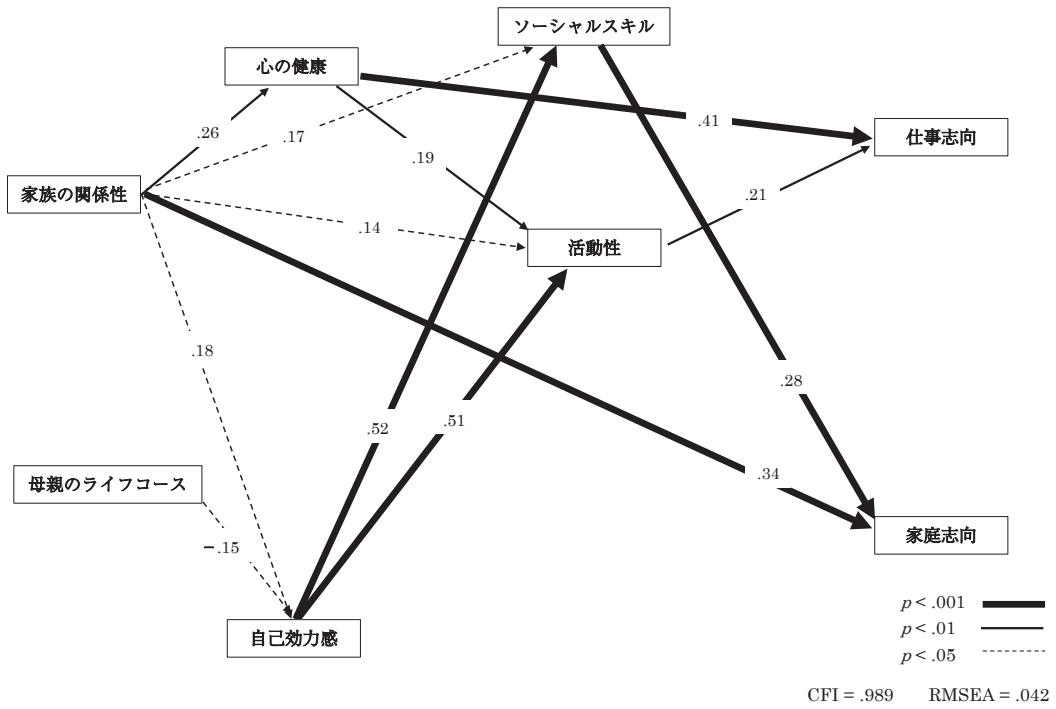 ソーシャルスキル
心の健康
.41
仕事志向
.26
.17
.19
家族の関係性
.21
.14
活動性
.18
.28
.52
.51
母親のライフコース
.34
−.15
家庭志向
自己効力感
p < .001
p < .01
p < .05
CFI = .989 RMSEA = .042